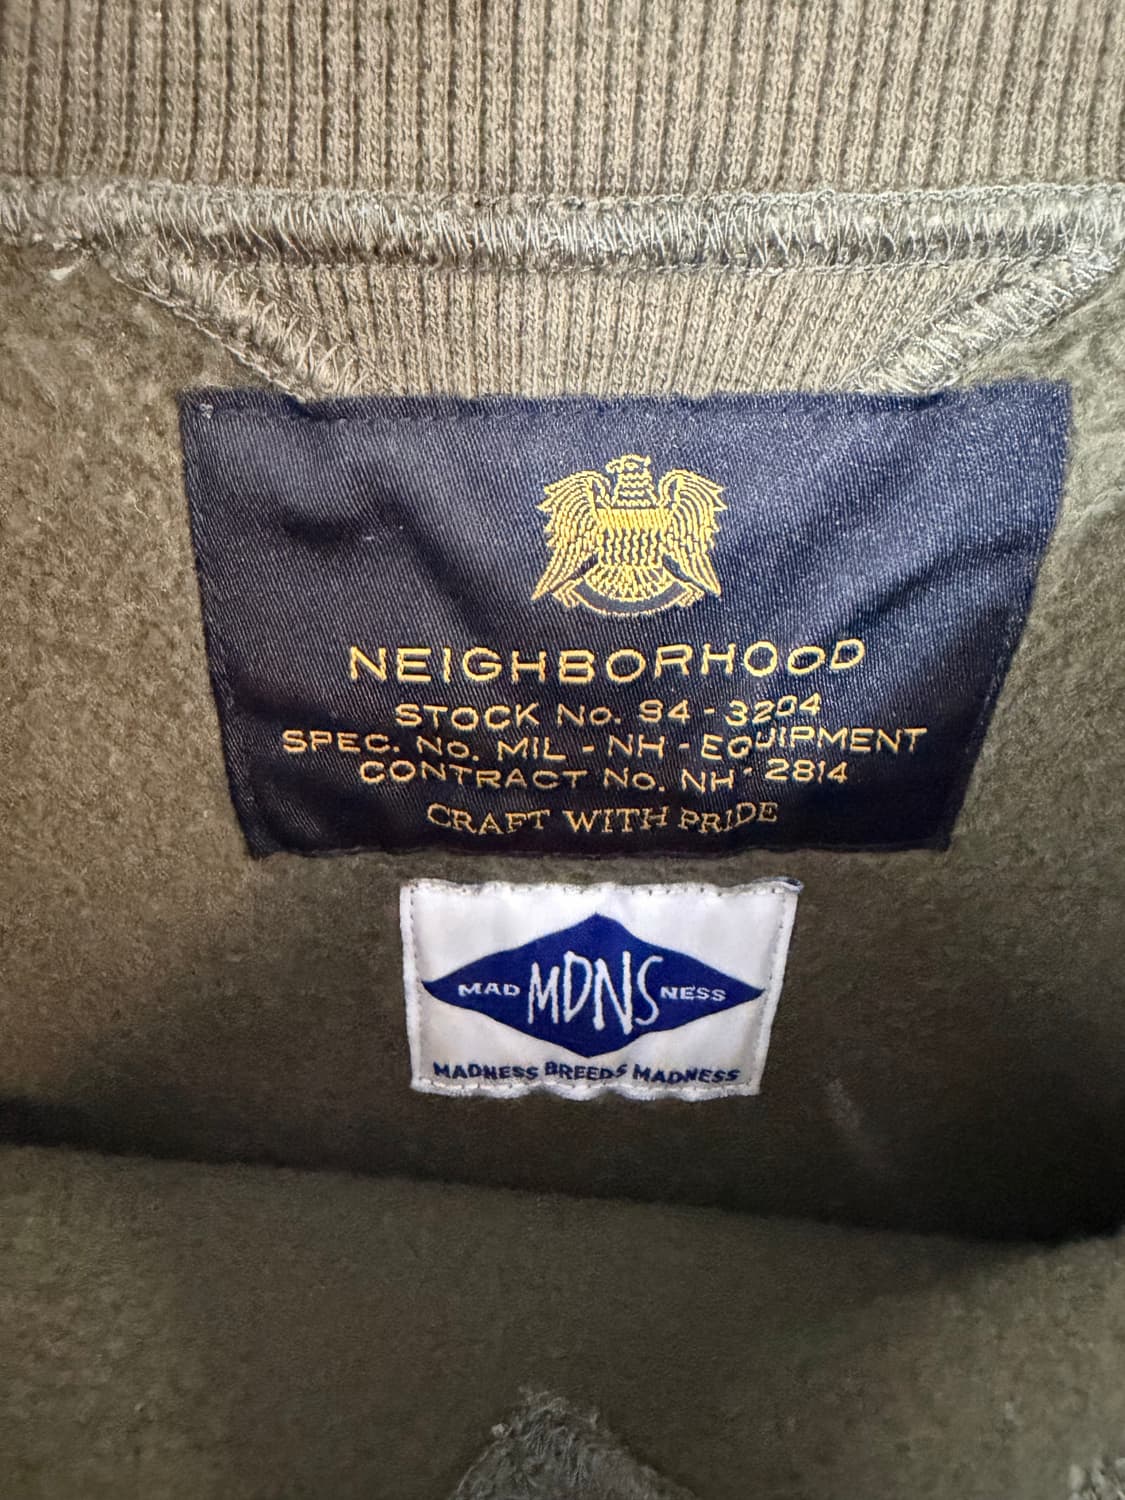 NEIGHBORHOOD
STOCK No. S4 - 3204
SPEC. No. MIL - NH - EQUIPMENT
CONTRACT No. NH - 2814
CRAFT WITH PRIDE
MAD MDNS NESS
MADNESS BREEDS MADNESS